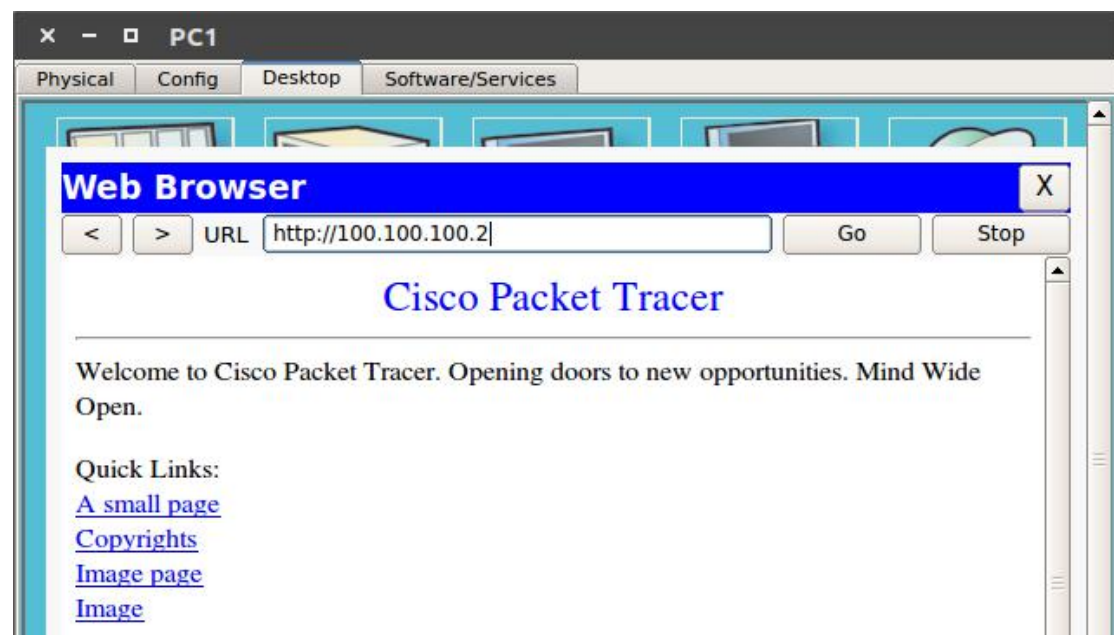 PC1
Physical Config Desktop Software/Services
Web Browser X
< > URL http://100.100.100.2 Go Stop
Cisco Packet Tracer
Welcome to Cisco Packet Tracer. Opening doors to new opportunities. Mind Wide
Open.
Quick Links:
A small page
Copyrights
Image page
Image